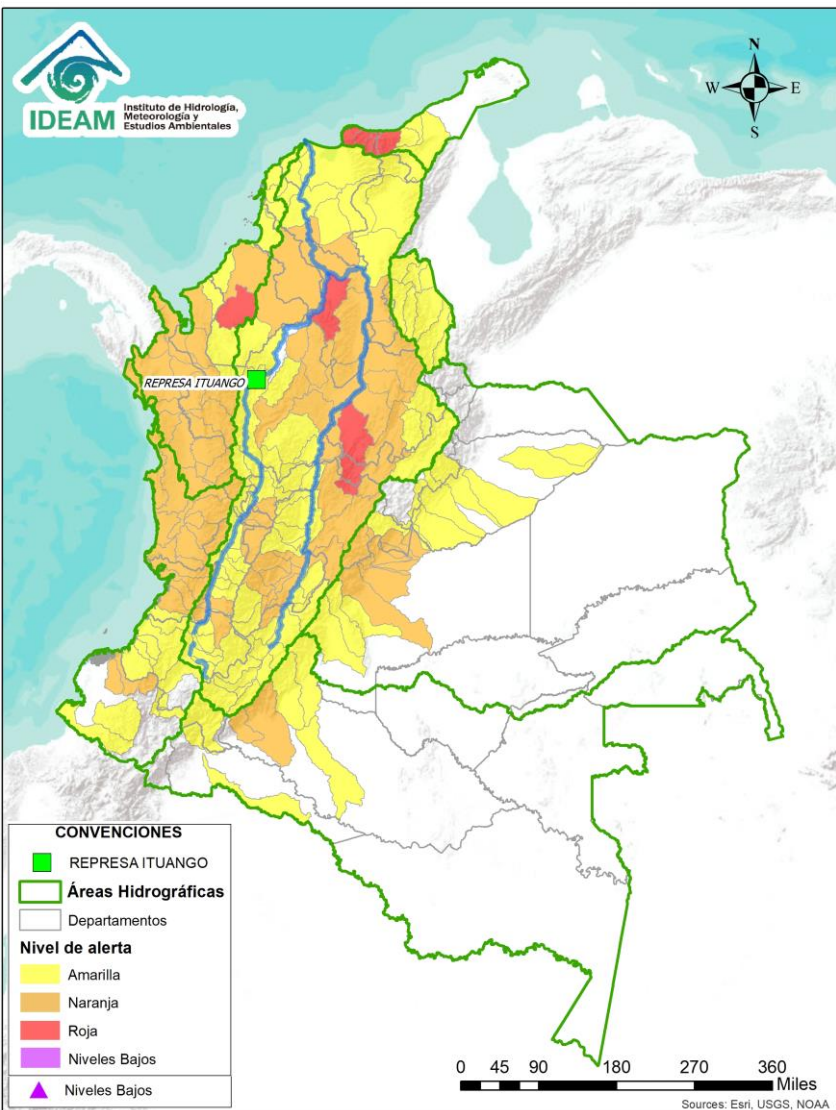 IDEAM
Instituto de Hidrología,
Meteorología y
Estudios Ambientales
N
W
E
S
REPRESA ITUANGO
CONVENCIONES
REPRESA ITUANGO
Áreas Hidrográficas
Departamentos
Nivel de alerta
Amarilla
Naranja
Roja
Niveles Bajos
Niveles Bajos
0 45 90 180 270 360
Miles
Sources: Esri, USGS, NOAA